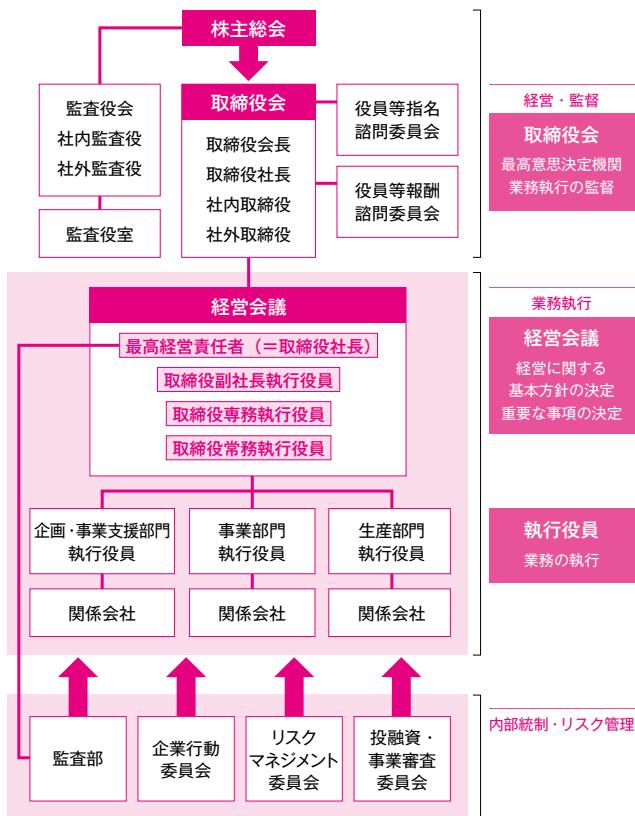 株主総会
監査役会
社内監査役
社外監査役
監査役室
取締役会
取締役会長
取締役社長
社内取締役
社外取締役
役員等指名
諮問委員会
役員等報酬
諮問委員会
経営・監督
取締役会
最高意思決定機関
業務執行の監督
経営会議
最高経営責任者（＝取締役社長）
取締役副社長執行役員
取締役専務執行役員
取締役常務執行役員
業務執行
経営会議
経営に関する
基本方針の決定
重要な事項の決定
企画・事業支援部門
執行役員
事業部門
執行役員
生産部門
執行役員
関係会社
関係会社
関係会社
執行役員
業務の執行
監査部
企業行動
委員会
リスク
マネジメント
委員会
投融資・
事業審査
委員会
内部統制・リスク管理